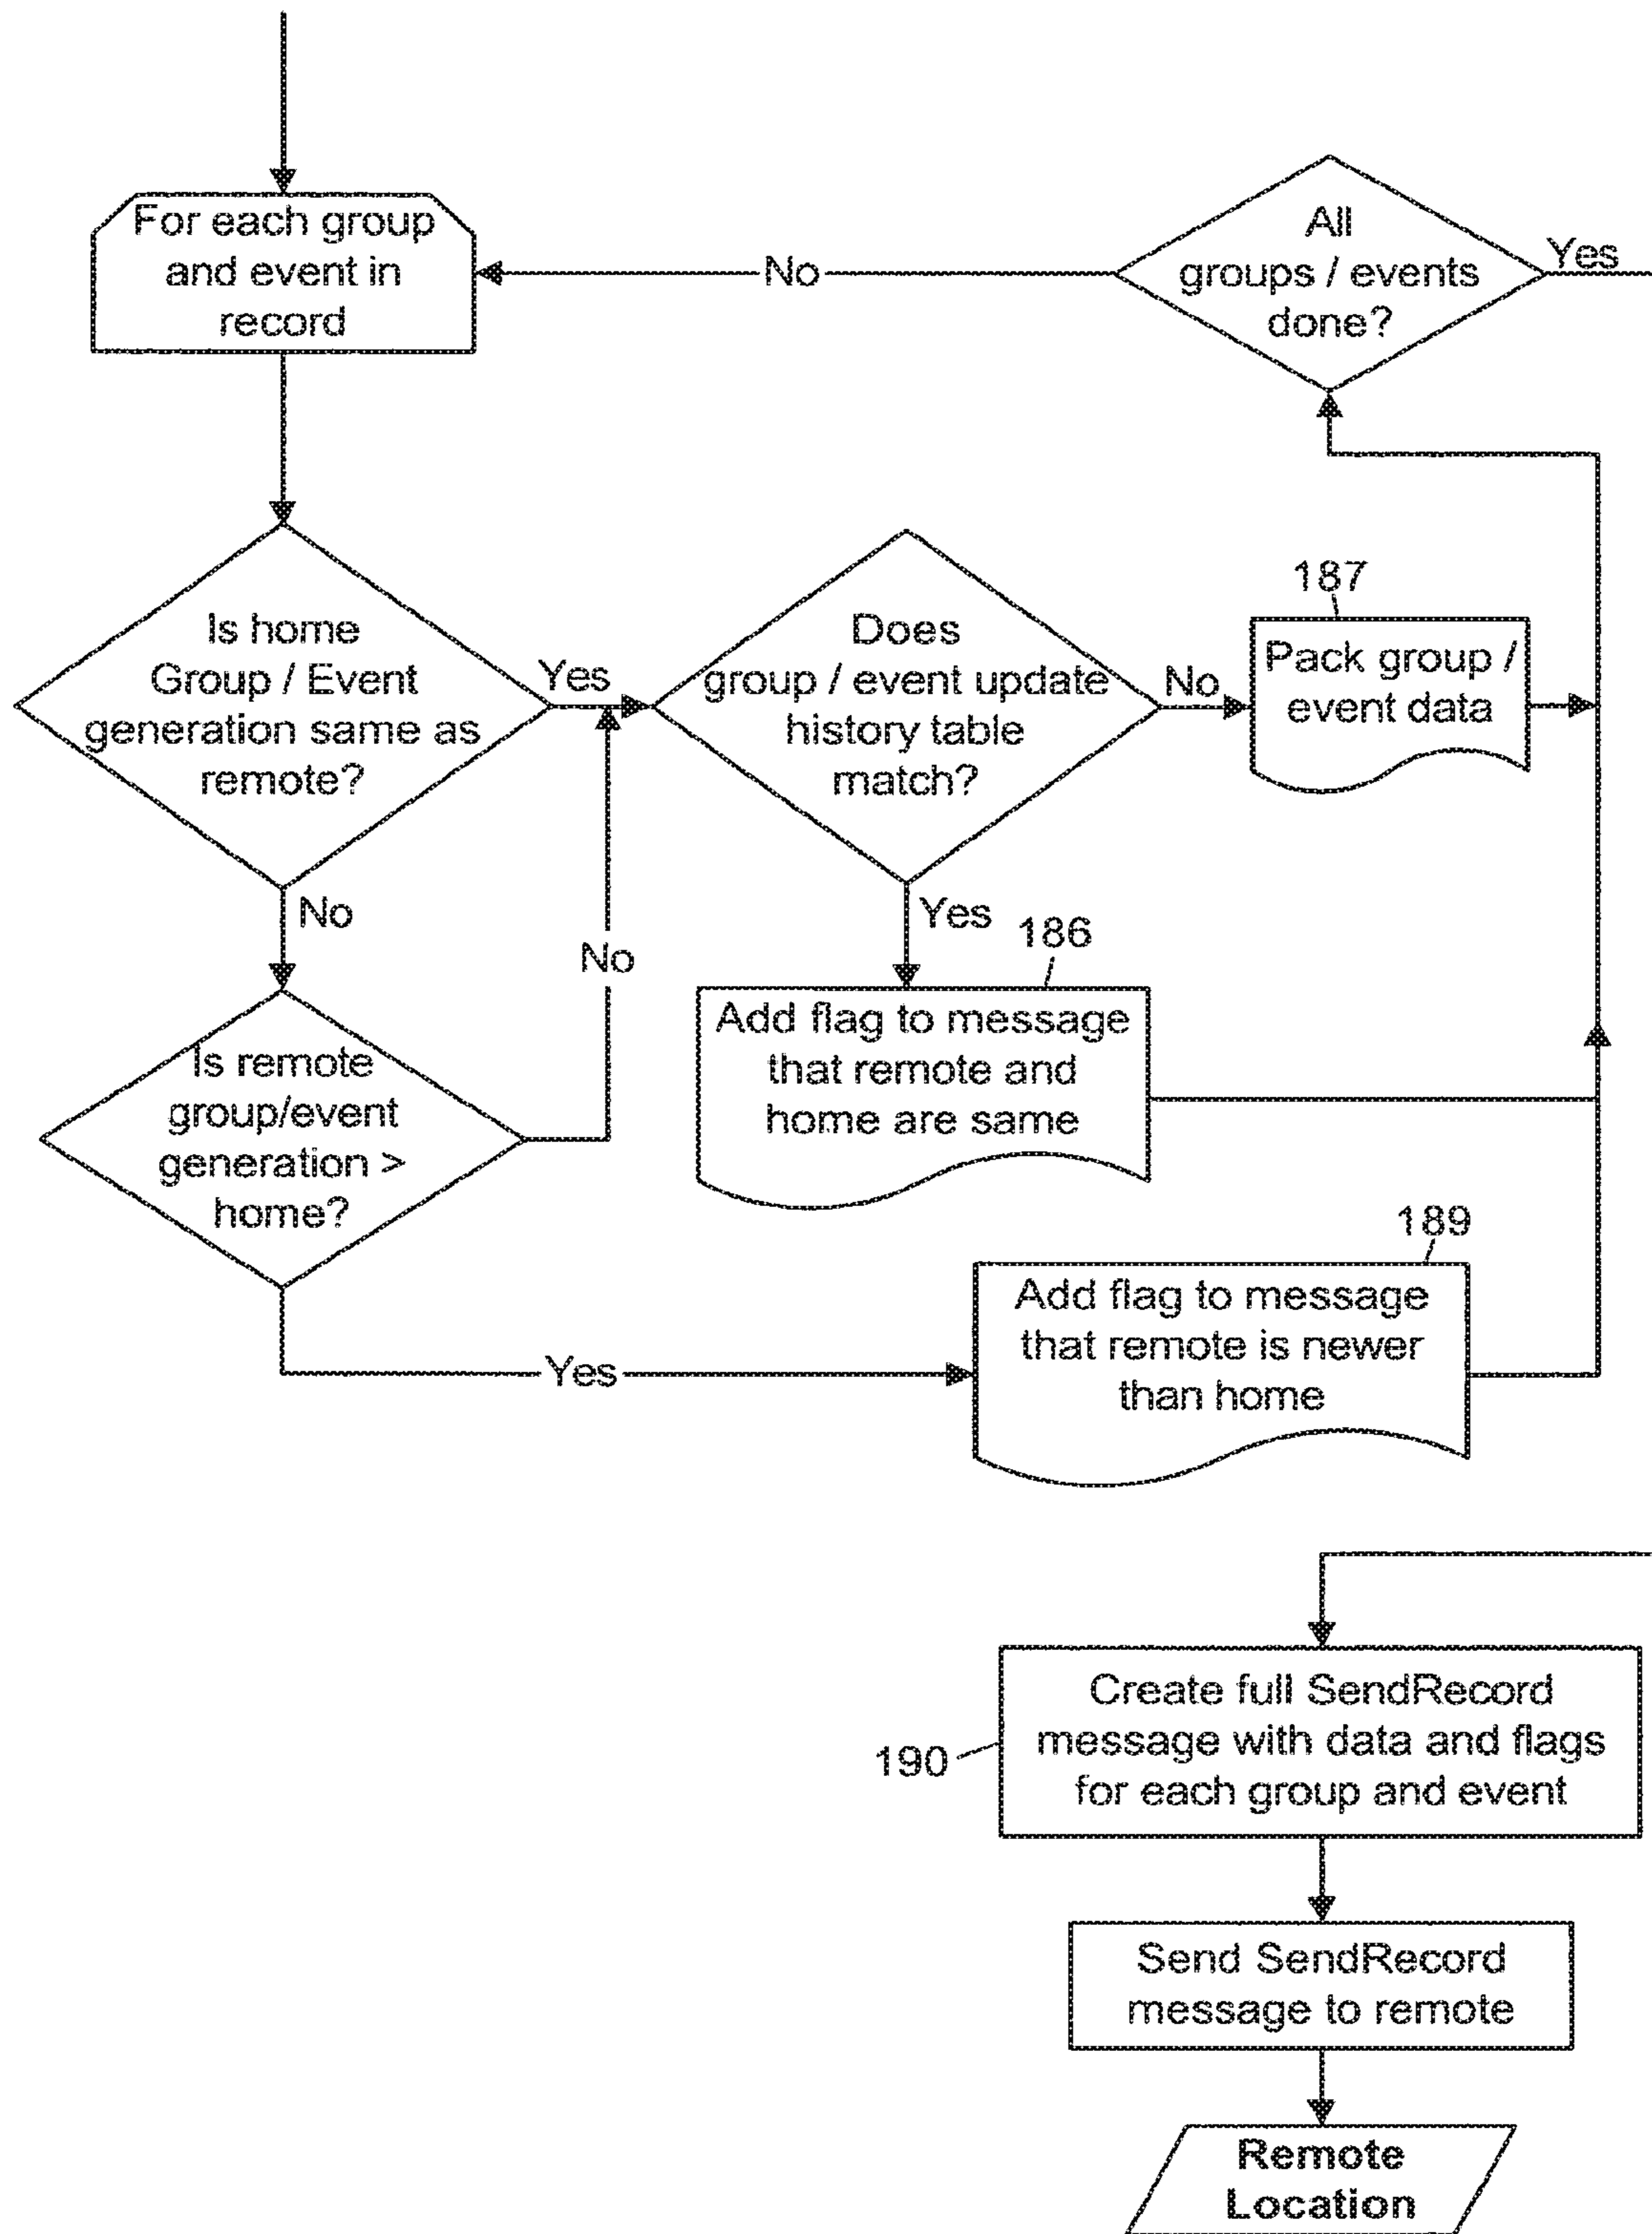 For each group
and event in
record
No
All
groups / events
done?
Yes
Is home
Group / Event
generation same as
remote?
Yes
Does
group / event update
history table
match?
No
187
Pack group /
event data
No
No
Yes
186
Add flag to message
that remote and
home are same
Is remote
group/event
generation >
home?
Yes
189
Add flag to message
that remote is newer
than home
190
Create full SendRecord
message with data and flags
for each group and event
Send SendRecord
message to remote
Remote
Location